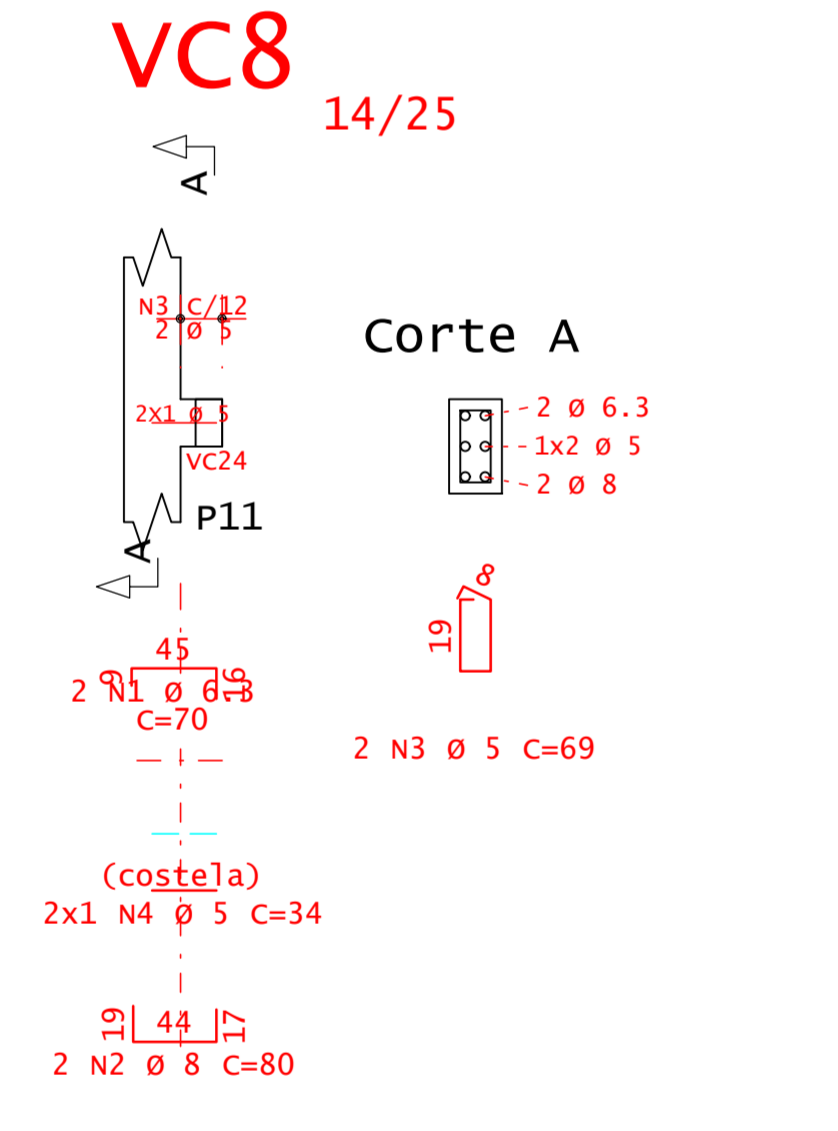 VC8
14/25
A
N3 C/12
2 Ø 5
Corte A
2 Ø 6.3
2x1 Ø 5
1x2 Ø 5
VC24
2 Ø 8
P11
A
8
19
45
9
16
2 N1 Ø 6.3
C=70
2 N3 Ø 5 C=69
(costela)
2x1 N4 Ø 5 C=34
19
44
17
2 N2 Ø 8 C=80